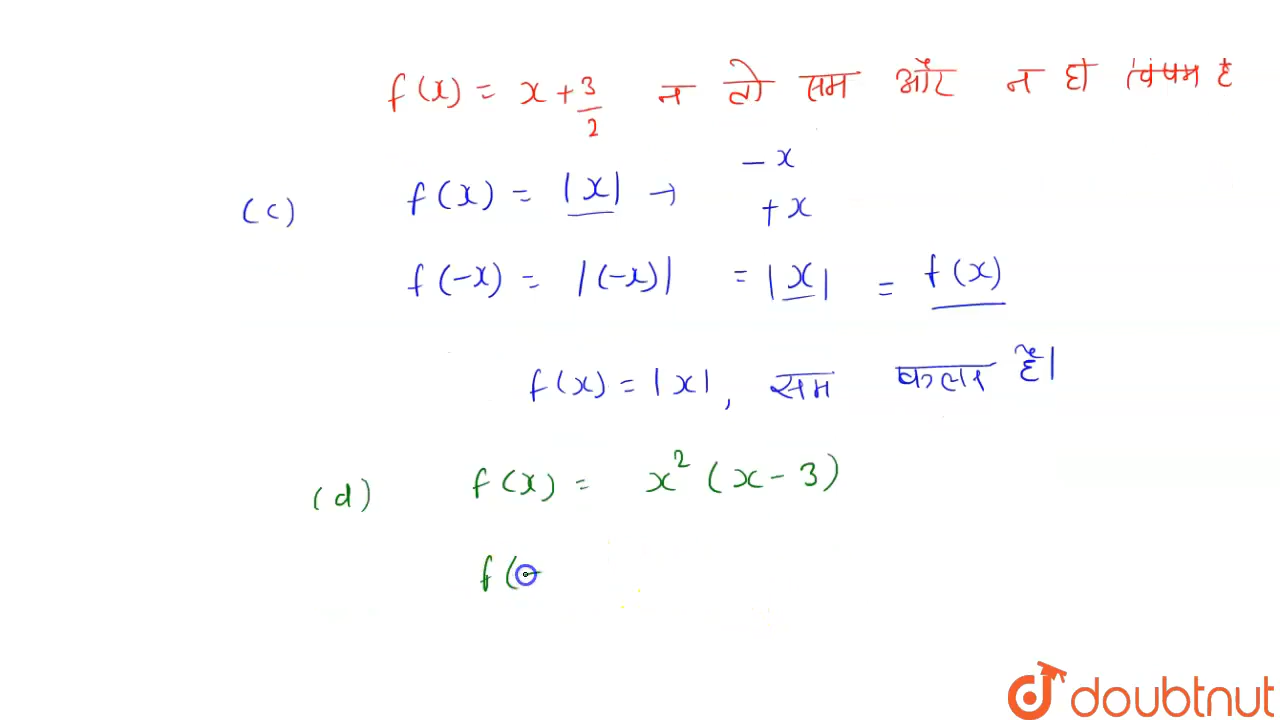 f(x) = x + 3/2 न तो सम और न ही विषम है
(c) f(x) = |x| → -x
+x
f(-x) = |(-x)| = |x| = f(x)
f(x) = |x|, सम फलन है।
(d) f(x) = x² (x - 3)
f(-
doubtnut